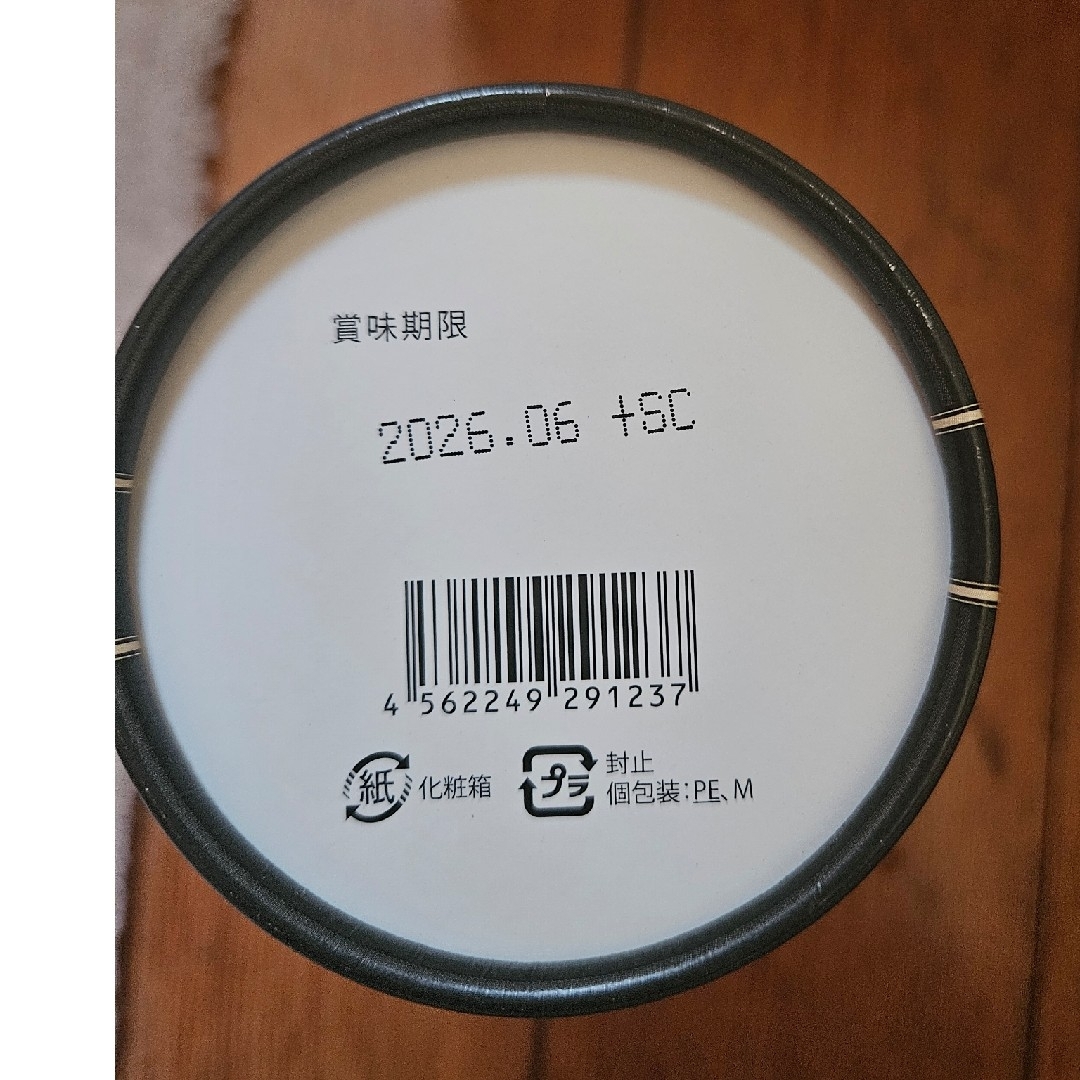 賞味期限
2026.06 +GC
4 562249 291237
紙 化粧箱
プラ 封止
個包装:PE、M